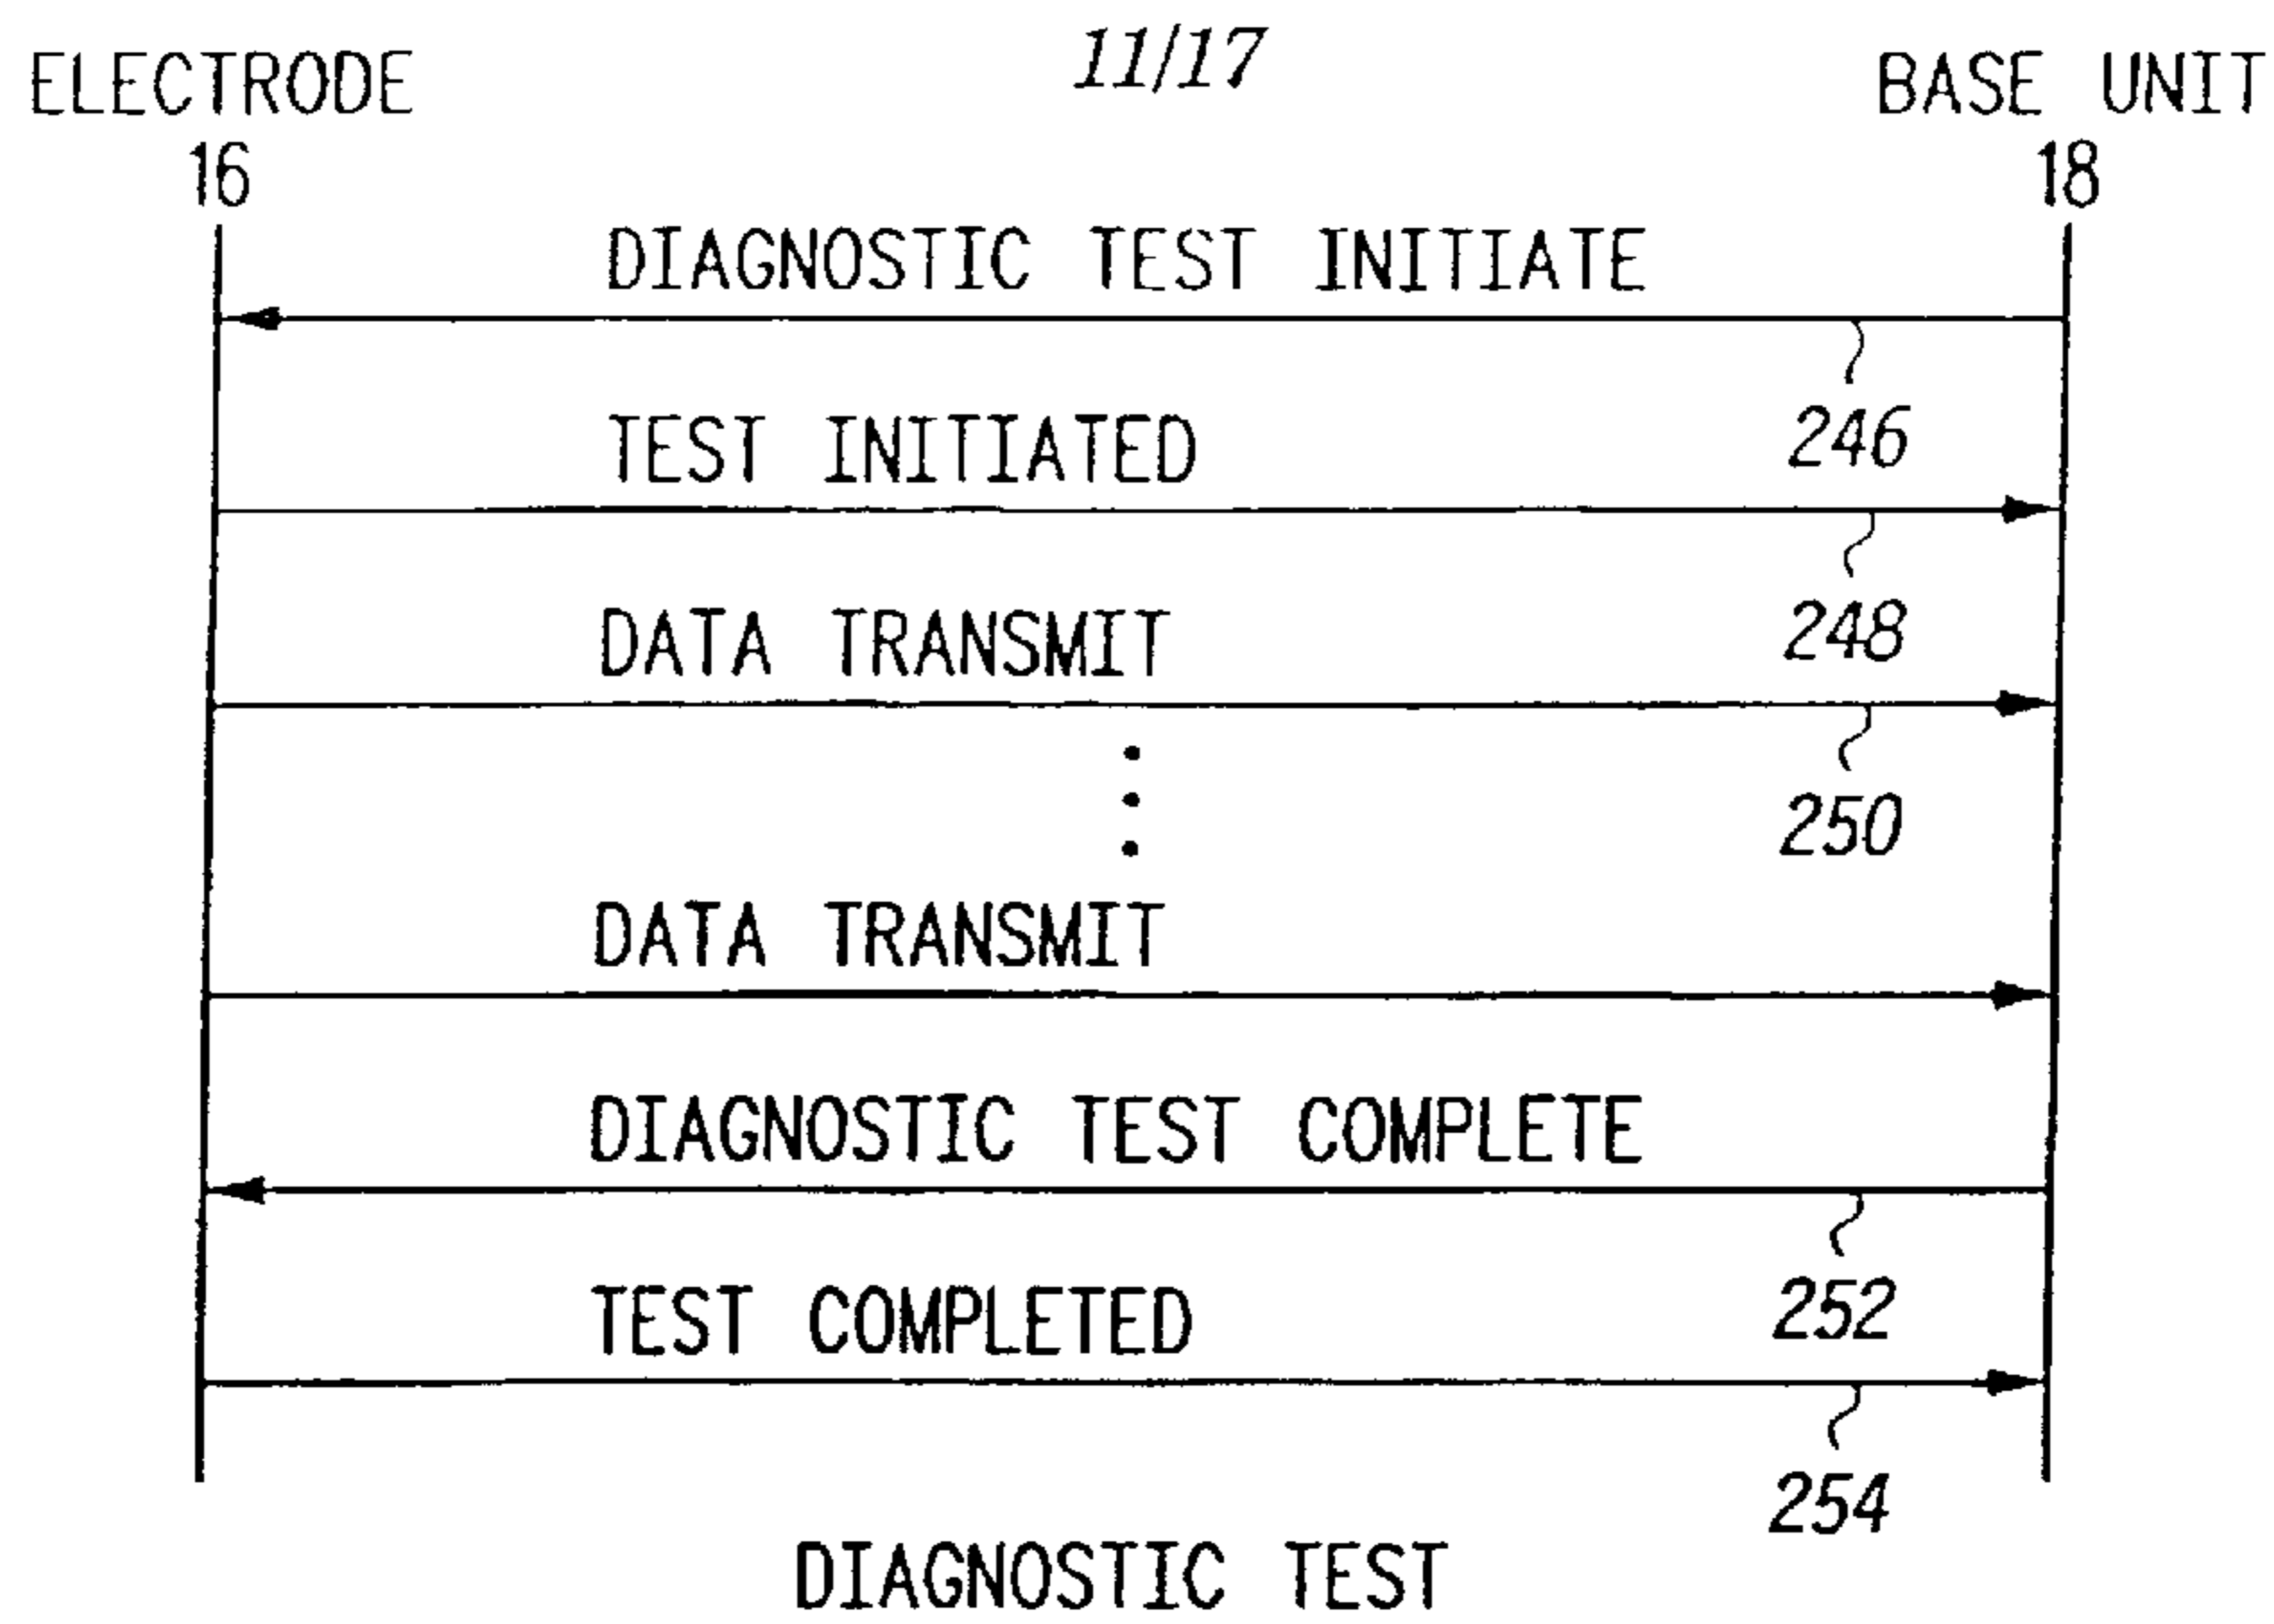 11/17
ELECTRODE BASE UNIT
16 18
DIAGNOSTIC TEST INITIATE
246
TEST INITIATED
248
DATA TRANSMIT
250
DATA TRANSMIT
DIAGNOSTIC TEST COMPLETE
252
TEST COMPLETED
254
DIAGNOSTIC TEST